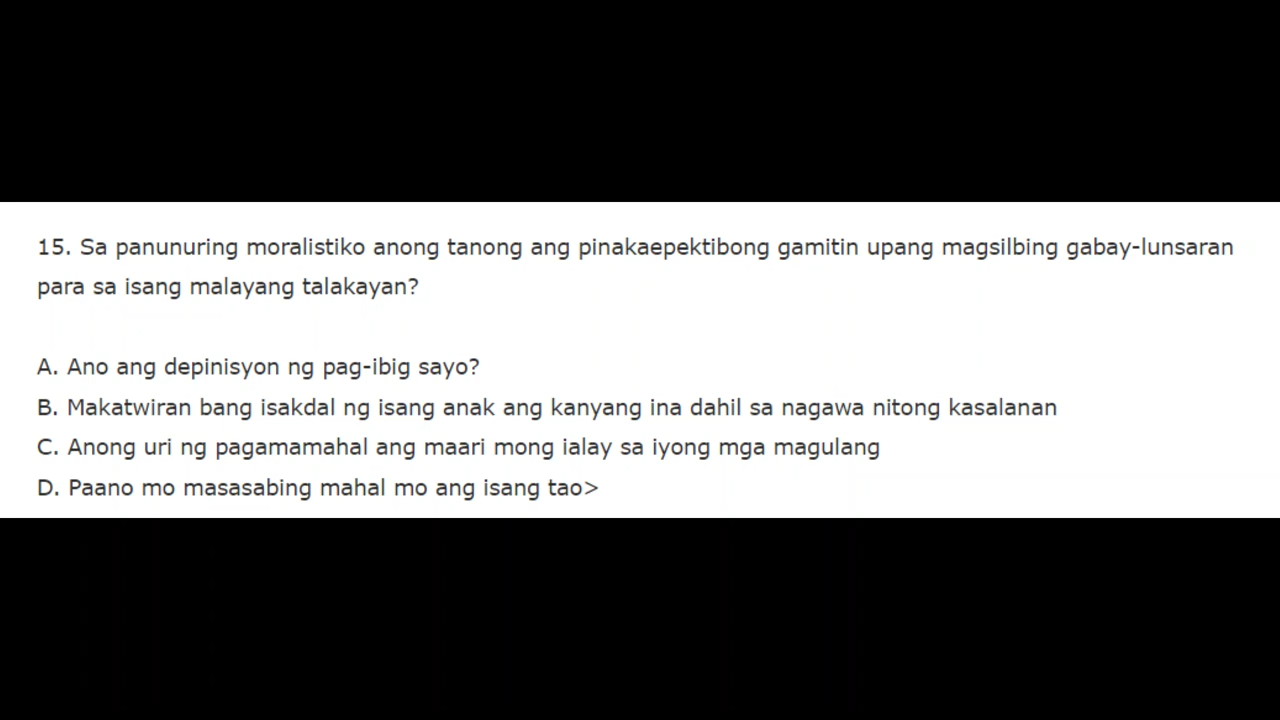 15. Sa panunuring moralistiko anong tanong ang pinakaepektibong gamitin upang magsilbing gabay-lunsaran
para sa isang malayang talakayan?
A. Ano ang depinisyon ng pag-ibig sayo?
B. Makatwiran bang isakdal ng isang anak ang kanyang ina dahil sa nagawa nitong kasalanan
C. Anong uri ng pagamamahal ang maari mong ialay sa iyong mga magulang
D. Paano mo masasabing mahal mo ang isang tao>